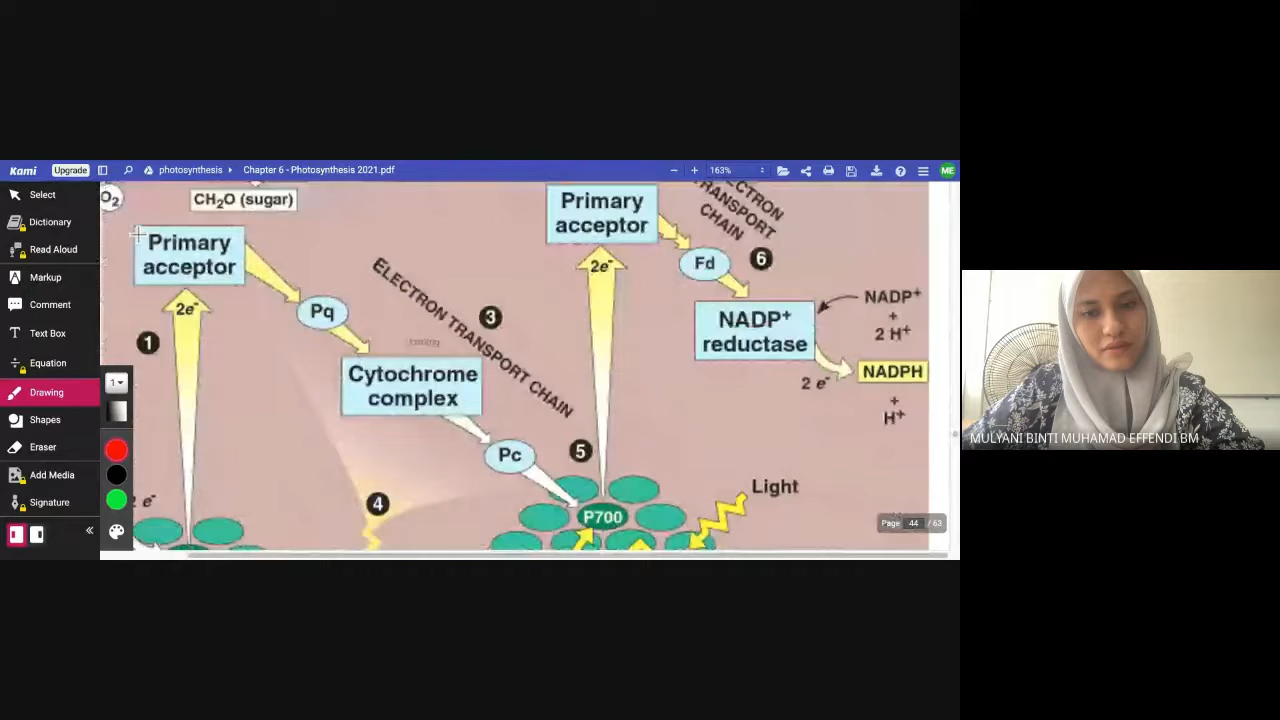 Kami
Upgrade
photosynthesis
Chapter 6 - Photosynthesis 2021.pdf
163%
ME
Select
Dictionary
Read Aloud
Markup
Comment
Text Box
Equation
Drawing
Shapes
Eraser
Add Media
Signature
1
O₂
CH₂O (sugar)
Primary
acceptor
2e⁻
1
Pq
ELECTRON TRANSPORT CHAIN
3
Cytochrome
complex
Pc
4
5
e⁻
Primary
acceptor
2e⁻
TRANSPORT
CHAIN
Fd
6
NADP⁺
reductase
NADP⁺
+
2 H⁺
2 e⁻
NADPH
+
H⁺
P700
Light
Page 44 / 63
MULYANI BINTI MUHAMAD EFFENDI BM